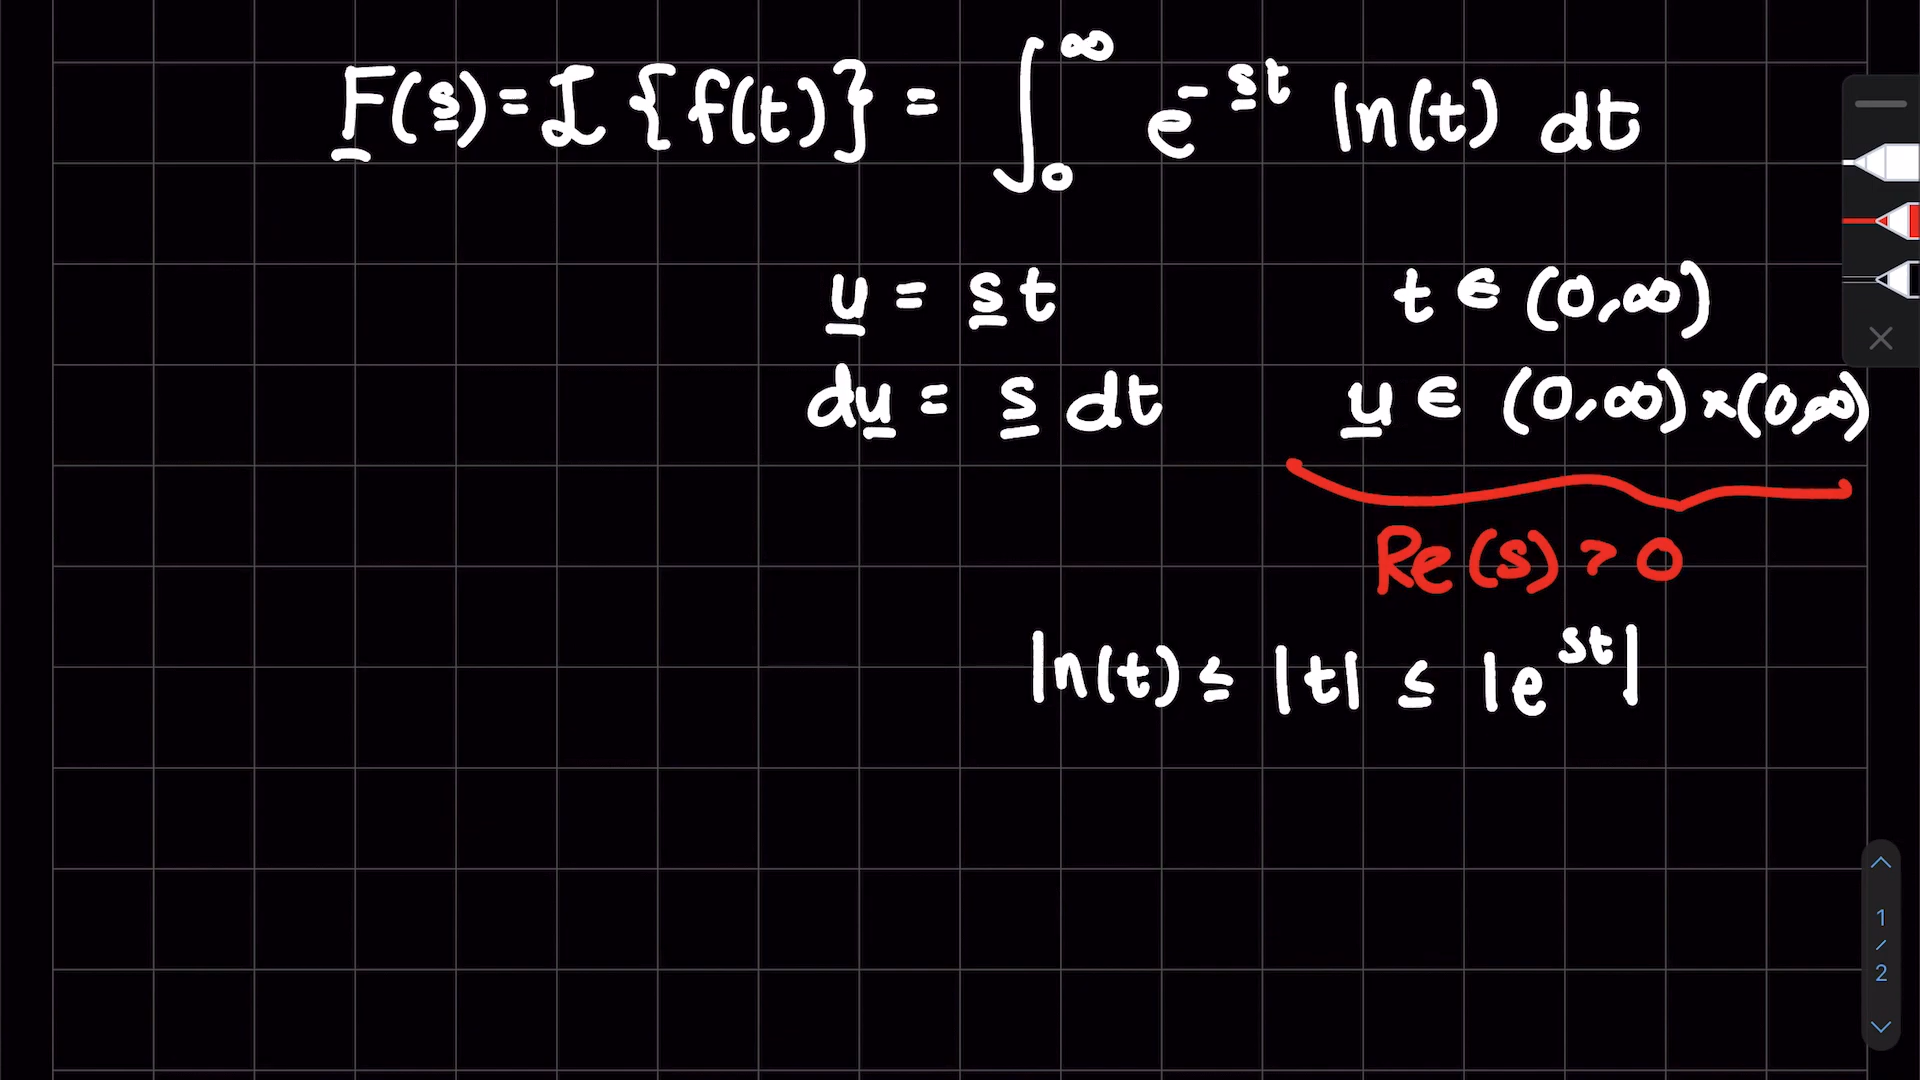 F(s)=ℒ{f(t)} = ∫₀^∞ e^{-st} ln(t) dt
u = st t ∈ (0,∞)
du = s dt u ∈ (0,∞)×(0,∞)
Re(s) > 0
ln(t) ≤ |t| ≤ |e^{st}|
1
/
2